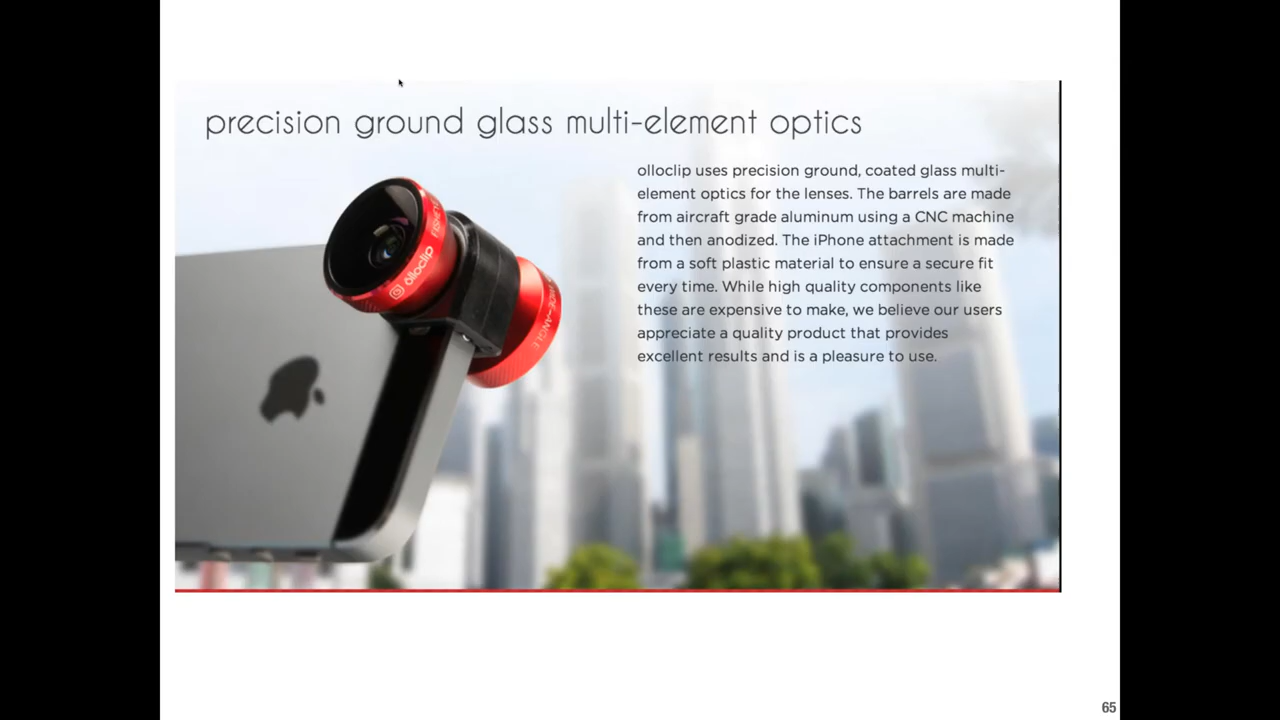 precision ground glass multi-element optics
olloclip uses precision ground, coated glass multi-
element optics for the lenses. The barrels are made
from aircraft grade aluminum using a CNC machine
and then anodized. The iPhone attachment is made
from a soft plastic material to ensure a secure fit
every time. While high quality components like
these are expensive to make, we believe our users
appreciate a quality product that provides
excellent results and is a pleasure to use.
olloclip FISHEYE
WIDE-ANGLE
65